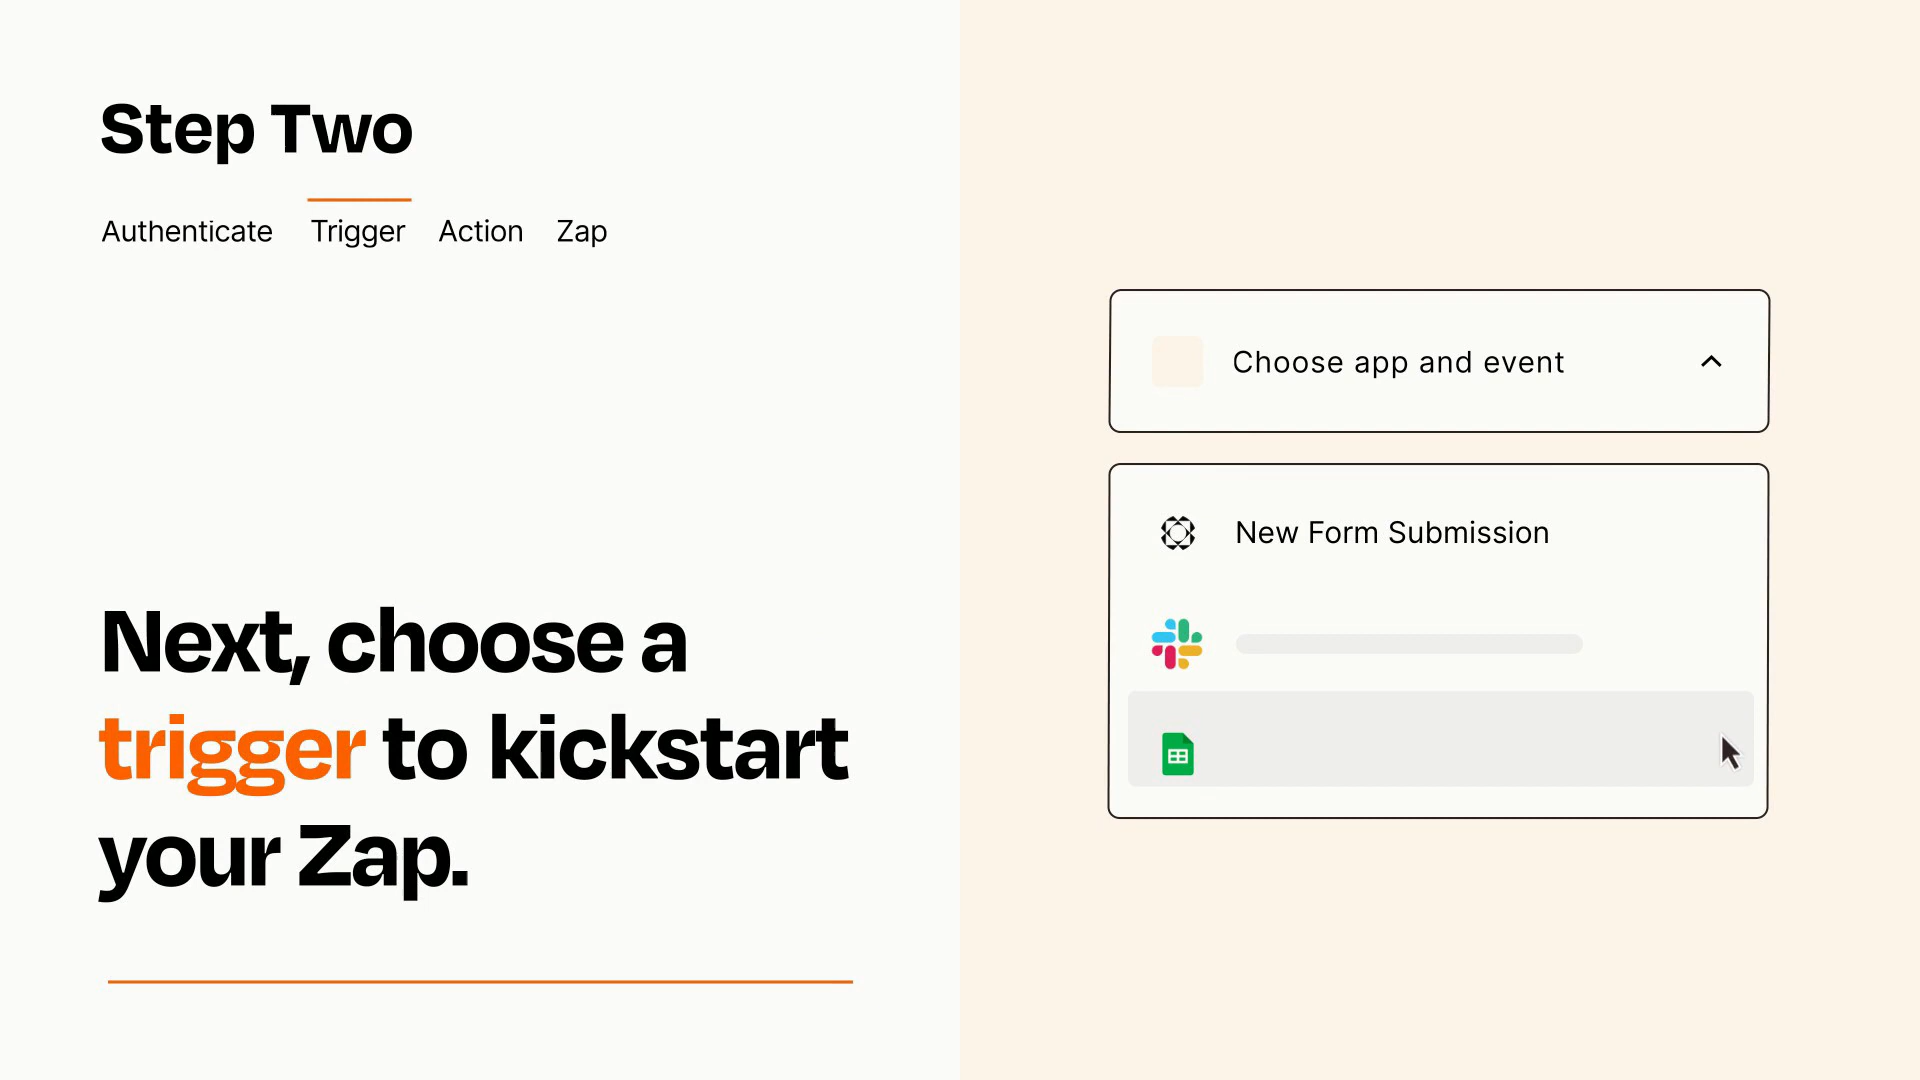 Step Two
Authenticate Trigger Action Zap
Next, choose a
trigger to kickstart
your Zap.
Choose app and event
New Form Submission